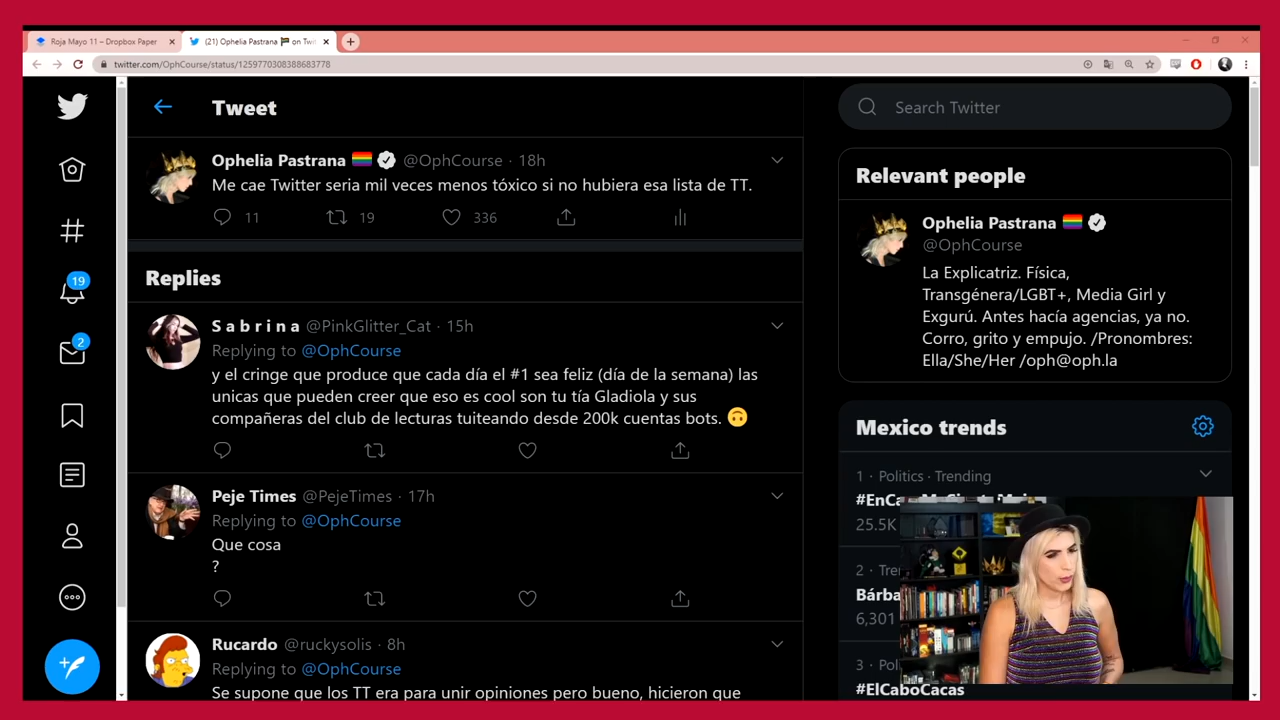 Roja Mayo 11 – Dropbox Paper
(21) Ophelia Pastrana 🏴 on Twi
twitter.com/OphCourse/status/1259770308388683778
Tweet
Ophelia Pastrana 🏳️‍🌈 @OphCourse · 18h
Me cae Twitter seria mil veces menos tóxico si no hubiera esa lista de TT.
11 19 336
Replies
S a b r i n a @PinkGlitter_Cat · 15h
Replying to @OphCourse
y el cringe que produce que cada día el #1 sea feliz (día de la semana) las
unicas que pueden creer que eso es cool son tu tía Gladiola y sus
compañeras del club de lecturas tuiteando desde 200k cuentas bots. 🙃
Peje Times @PejeTimes · 17h
Replying to @OphCourse
Que cosa
?
Rucardo @ruckysolis · 8h
Replying to @OphCourse
Se supone que los TT era para unir opiniones pero bueno, hicieron que
19
2
Search Twitter
Relevant people
Ophelia Pastrana 🏳️‍🌈
@OphCourse
La Explicatriz. Física,
Transgénera/LGBT+, Media Girl y
Exgurú. Antes hacía agencias, ya no.
Corro, grito y empujo. /Pronombres:
Ella/She/Her /oph@oph.la
Mexico trends
1 · Politics · Trending
25.5K
2 · Tre
Bárba
6,301
3 · Pol
#ElCaboCacas